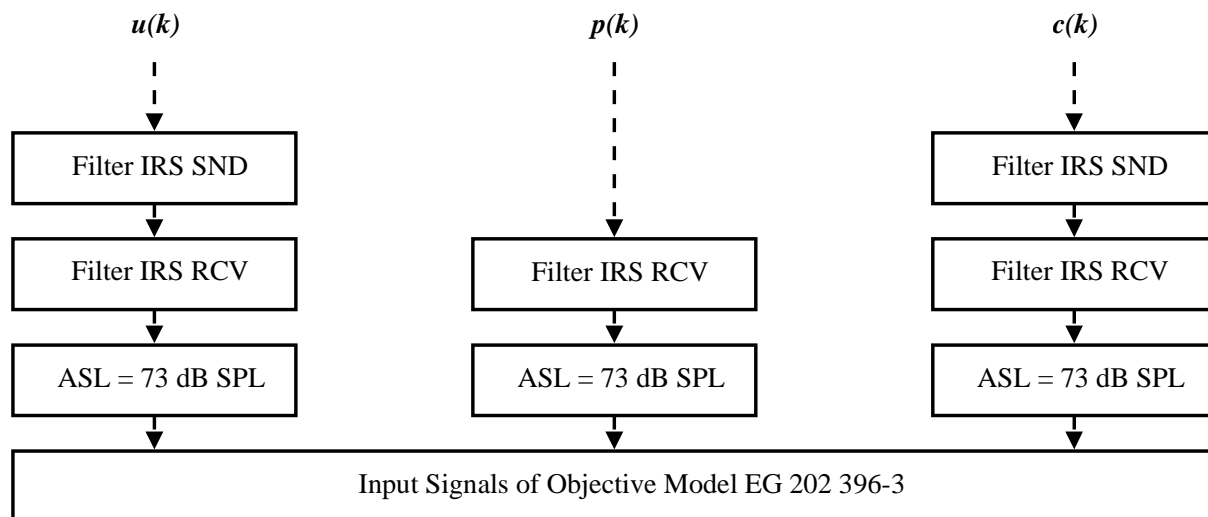 u(k)
p(k)
c(k)
Filter IRS SND
Filter IRS SND
Filter IRS RCV
Filter IRS RCV
Filter IRS RCV
ASL = 73 dB SPL
ASL = 73 dB SPL
ASL = 73 dB SPL
Input Signals of Objective Model EG 202 396-3